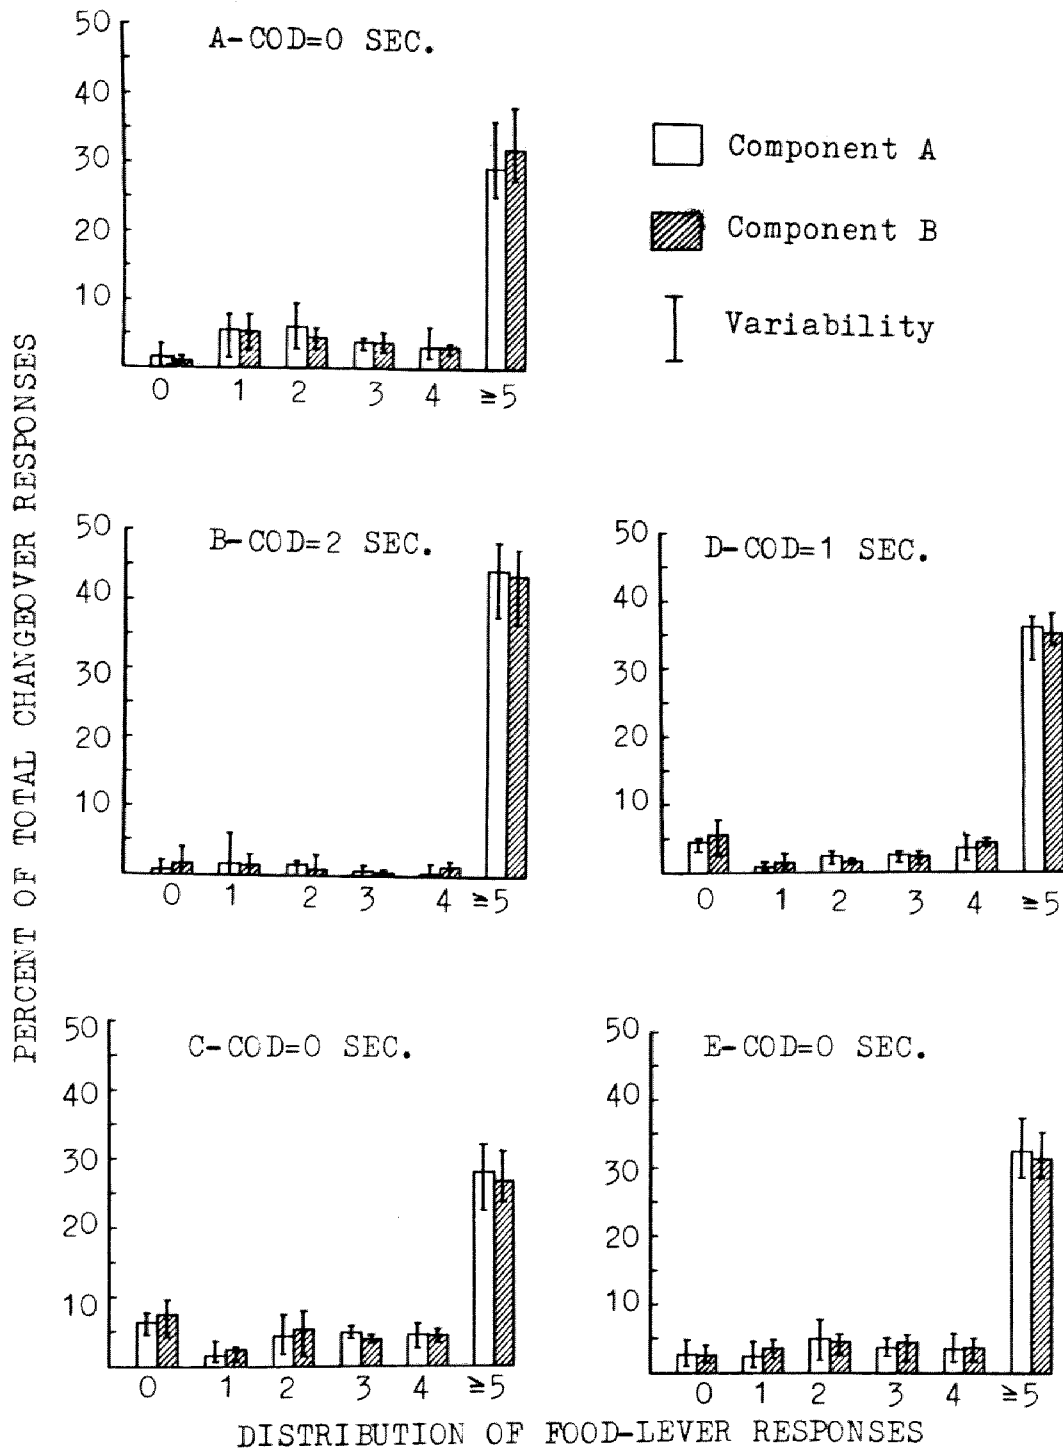 PERCENT OF TOTAL CHANGEOVER RESPONSES
A-COD=0 SEC.
50
40
30
20
10
0 1 2 3 4 ≥5
Component A
Component B
Variability
B-COD=2 SEC.
50
40
30
20
10
0 1 2 3 4 ≥5
D-COD=1 SEC.
50
40
30
20
10
0 1 2 3 4 ≥5
C-COD=0 SEC.
50
40
30
20
10
0 1 2 3 4 ≥5
E-COD=0 SEC.
50
40
30
20
10
0 1 2 3 4 ≥5
DISTRIBUTION OF FOOD-LEVER RESPONSES